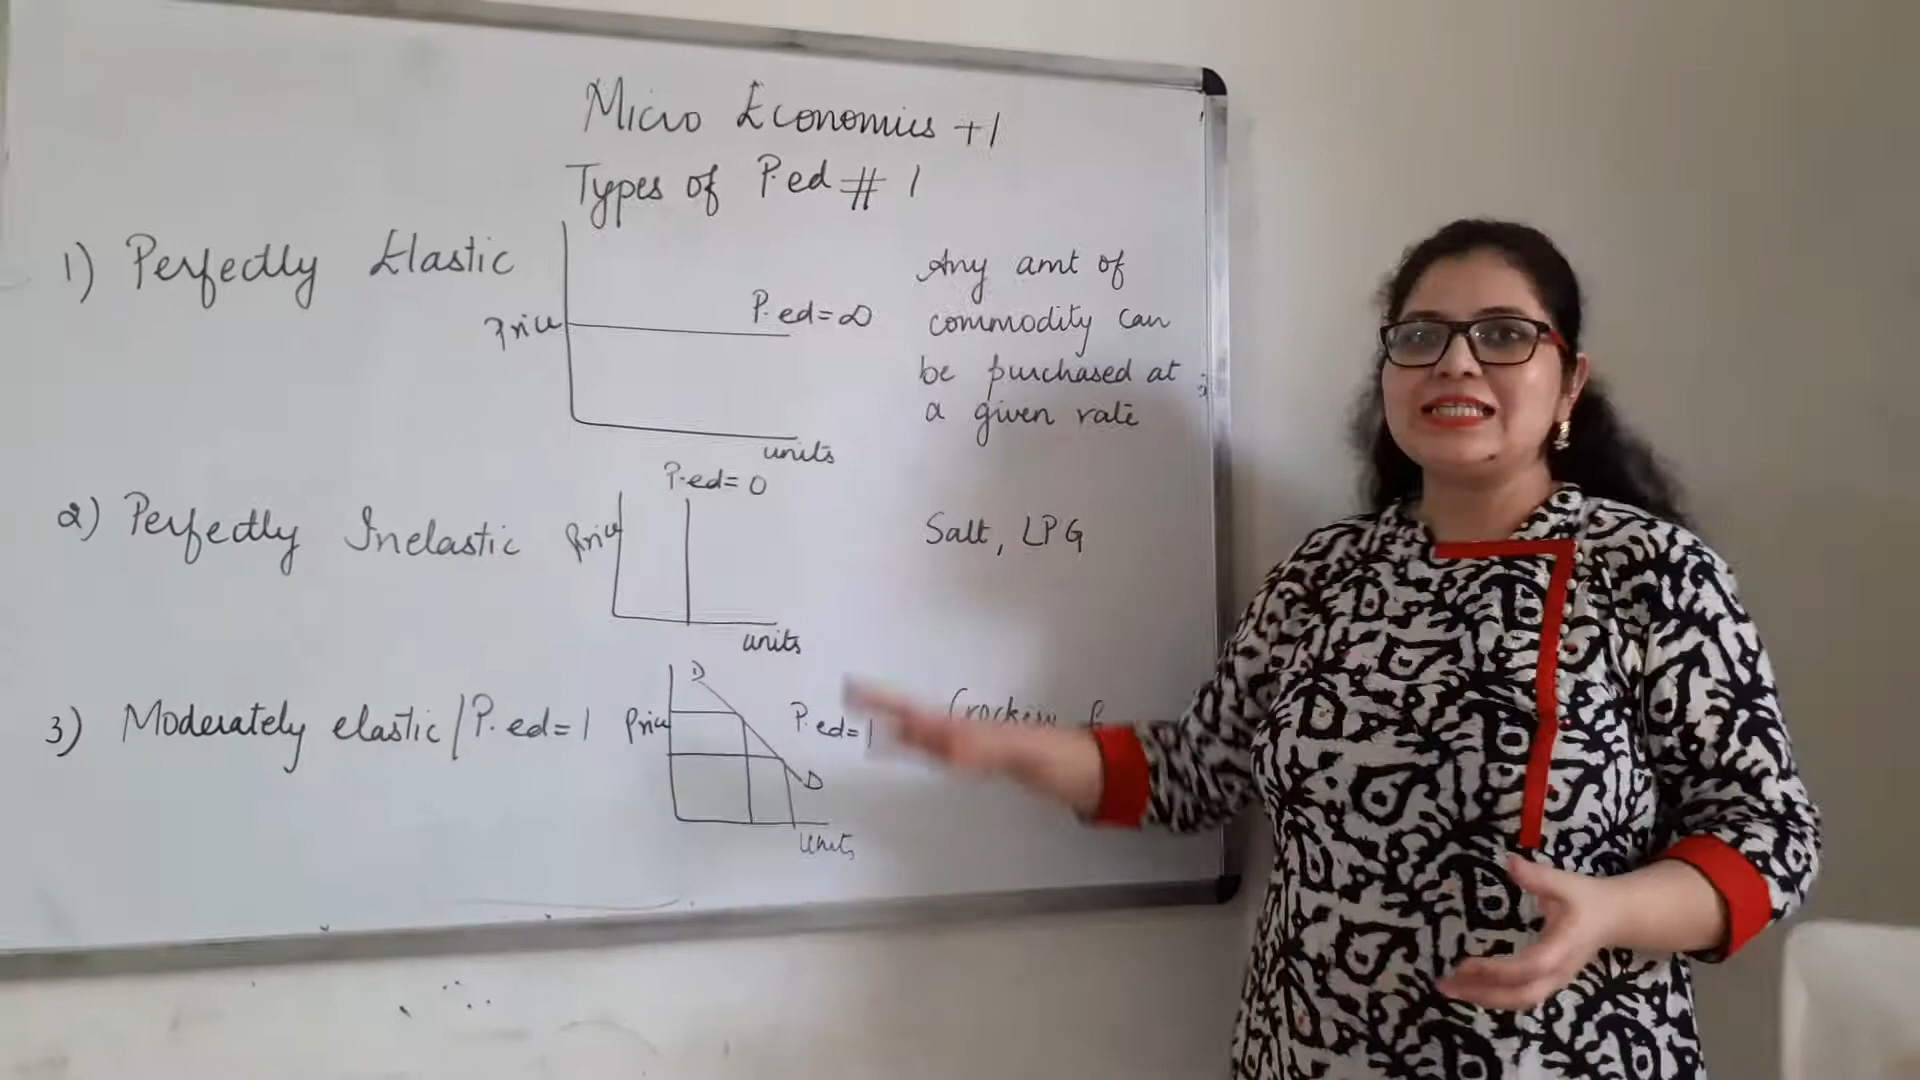 Micro Economics +1
Types of P.ed # 1
1) Perfectly Elastic
Price
P.ed=∞
units
Any amt of
commodity can
be purchased at
a given rate
2) Perfectly Inelastic
Price
P.ed=0
units
Salt, LPG
3) Moderately elastic/P.ed=1
Price
D
P.ed=1
D
units